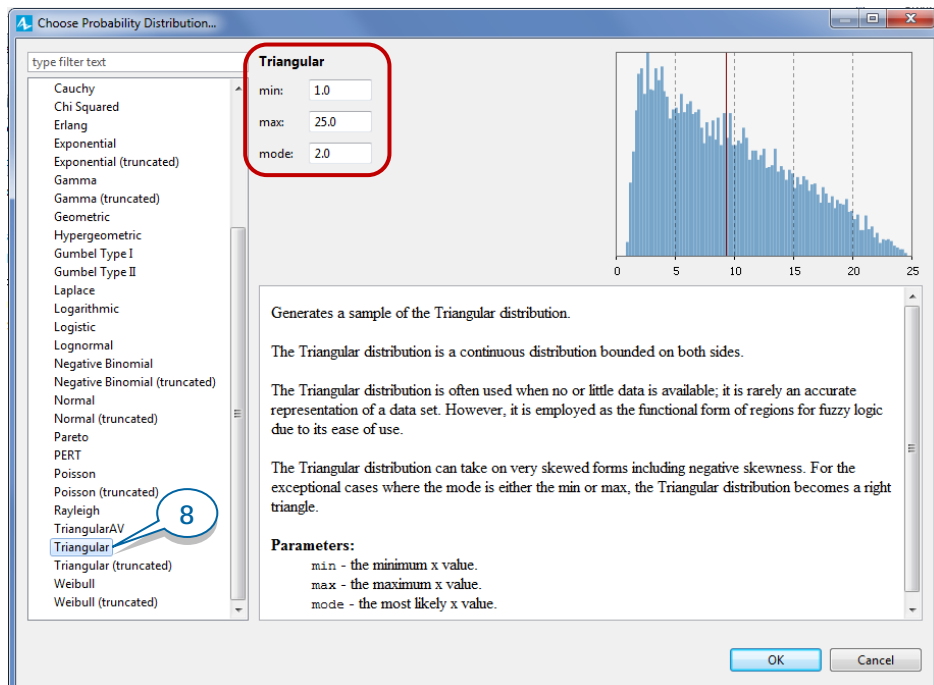 Choose Probability Distribution...
type filter text
Cauchy
Chi Squared
Erlang
Exponential
Exponential (truncated)
Gamma
Gamma (truncated)
Geometric
Hypergeometric
Gumbel Type I
Gumbel Type II
Laplace
Logarithmic
Logistic
Lognormal
Negative Binomial
Negative Binomial (truncated)
Normal
Normal (truncated)
Pareto
PERT
Poisson
Poisson (truncated)
Rayleigh
TriangularAV
Triangular
Triangular (truncated)
Weibull
Weibull (truncated)
8
Triangular
min: 1.0
max: 25.0
mode: 2.0
0 5 10 15 20 25
Generates a sample of the Triangular distribution.
The Triangular distribution is a continuous distribution bounded on both sides.
The Triangular distribution is often used when no or little data is available; it is rarely an accurate
representation of a data set. However, it is employed as the functional form of regions for fuzzy logic
due to its ease of use.
The Triangular distribution can take on very skewed forms including negative skewness. For the
exceptional cases where the mode is either the min or max, the Triangular distribution becomes a right
triangle.
Parameters:
min - the minimum x value.
max - the maximum x value.
mode - the most likely x value.
OK Cancel